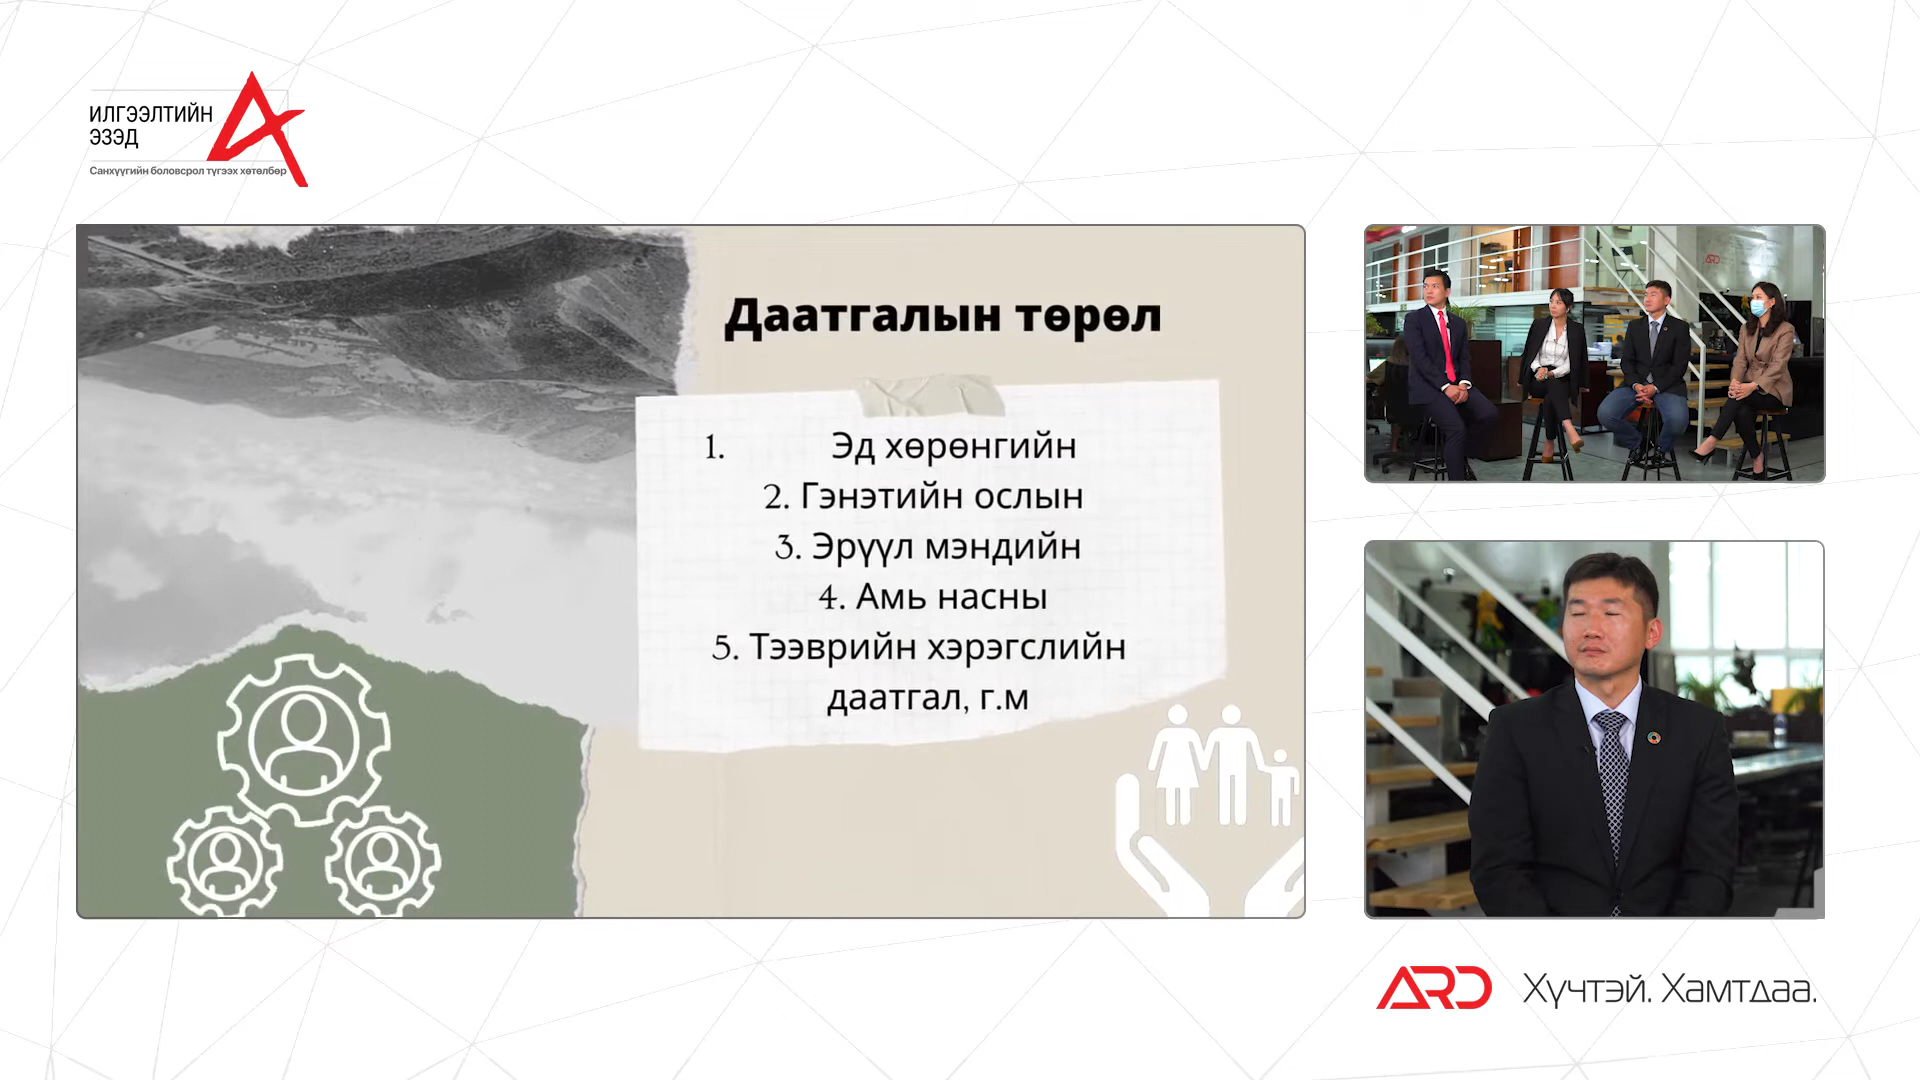 ИЛГЭЭЛТИЙН
ЭЗЭД
Санхүүгийн боловсрол түгээх хөтөлбөр
Даатгалын төрөл
1. Эд хөрөнгийн
2. Гэнэтийн ослын
3. Эрүүл мэндийн
4. Амь насны
5. Тээврийн хэрэгслийн
даатгал, г.м
ARD
ARD Хүчтэй. Хамтдаа.